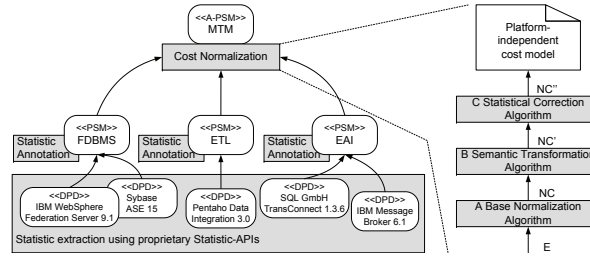 <<A-PSM>>
MTM
Cost Normalization
<<PSM>>
FDBMS
<<PSM>>
ETL
<<PSM>>
EAI
Statistic
Annotation
Statistic
Annotation
Statistic
Annotation
<<DPD>>
IBM WebSphere
Federation Server 9.1
<<DPD>>
Sybase
ASE 15
<<DPD>>
Pentaho Data
Integration 3.0
<<DPD>>
SQL GmbH
TransConnect 1.3.6
<<DPD>>
IBM Message
Broker 6.1
Statistic extraction using proprietary Statistic-APIs
Platform-
independent
cost model
NC''
C Statistical Correction
Algorithm
NC'
B Semantic Transformation
Algorithm
NC
A Base Normalization
Algorithm
E